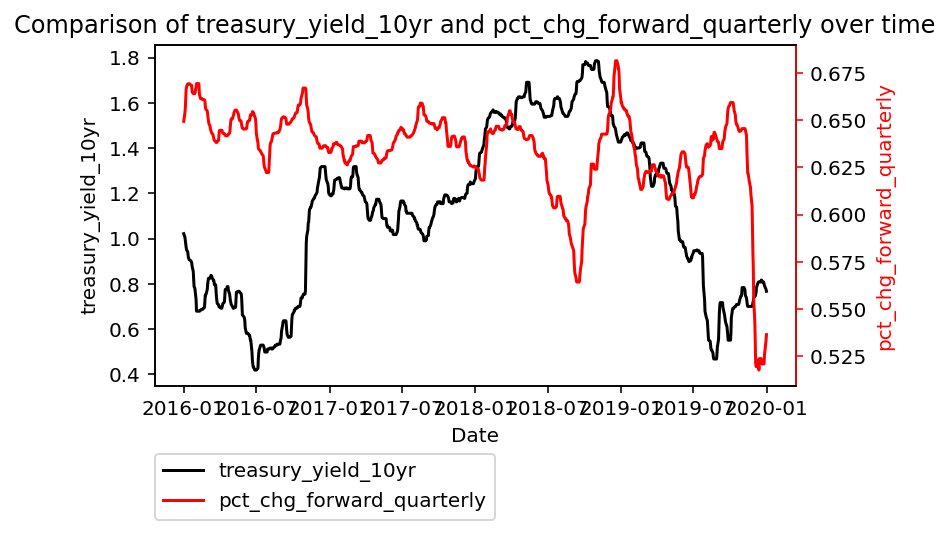 Comparison of treasury_yield_10yr and pct_chg_forward_quarterly over time
treasury_yield_10yr
1.8
1.6
1.4
1.2
1.0
0.8
0.6
0.4
0.675
0.650
0.625
0.600
0.575
0.550
0.525
pct_chg_forward_quarterly
2016-01 2016-07 2017-01 2017-07 2018-01 2018-07 2019-01 2019-07 2020-01
Date
treasury_yield_10yr
pct_chg_forward_quarterly